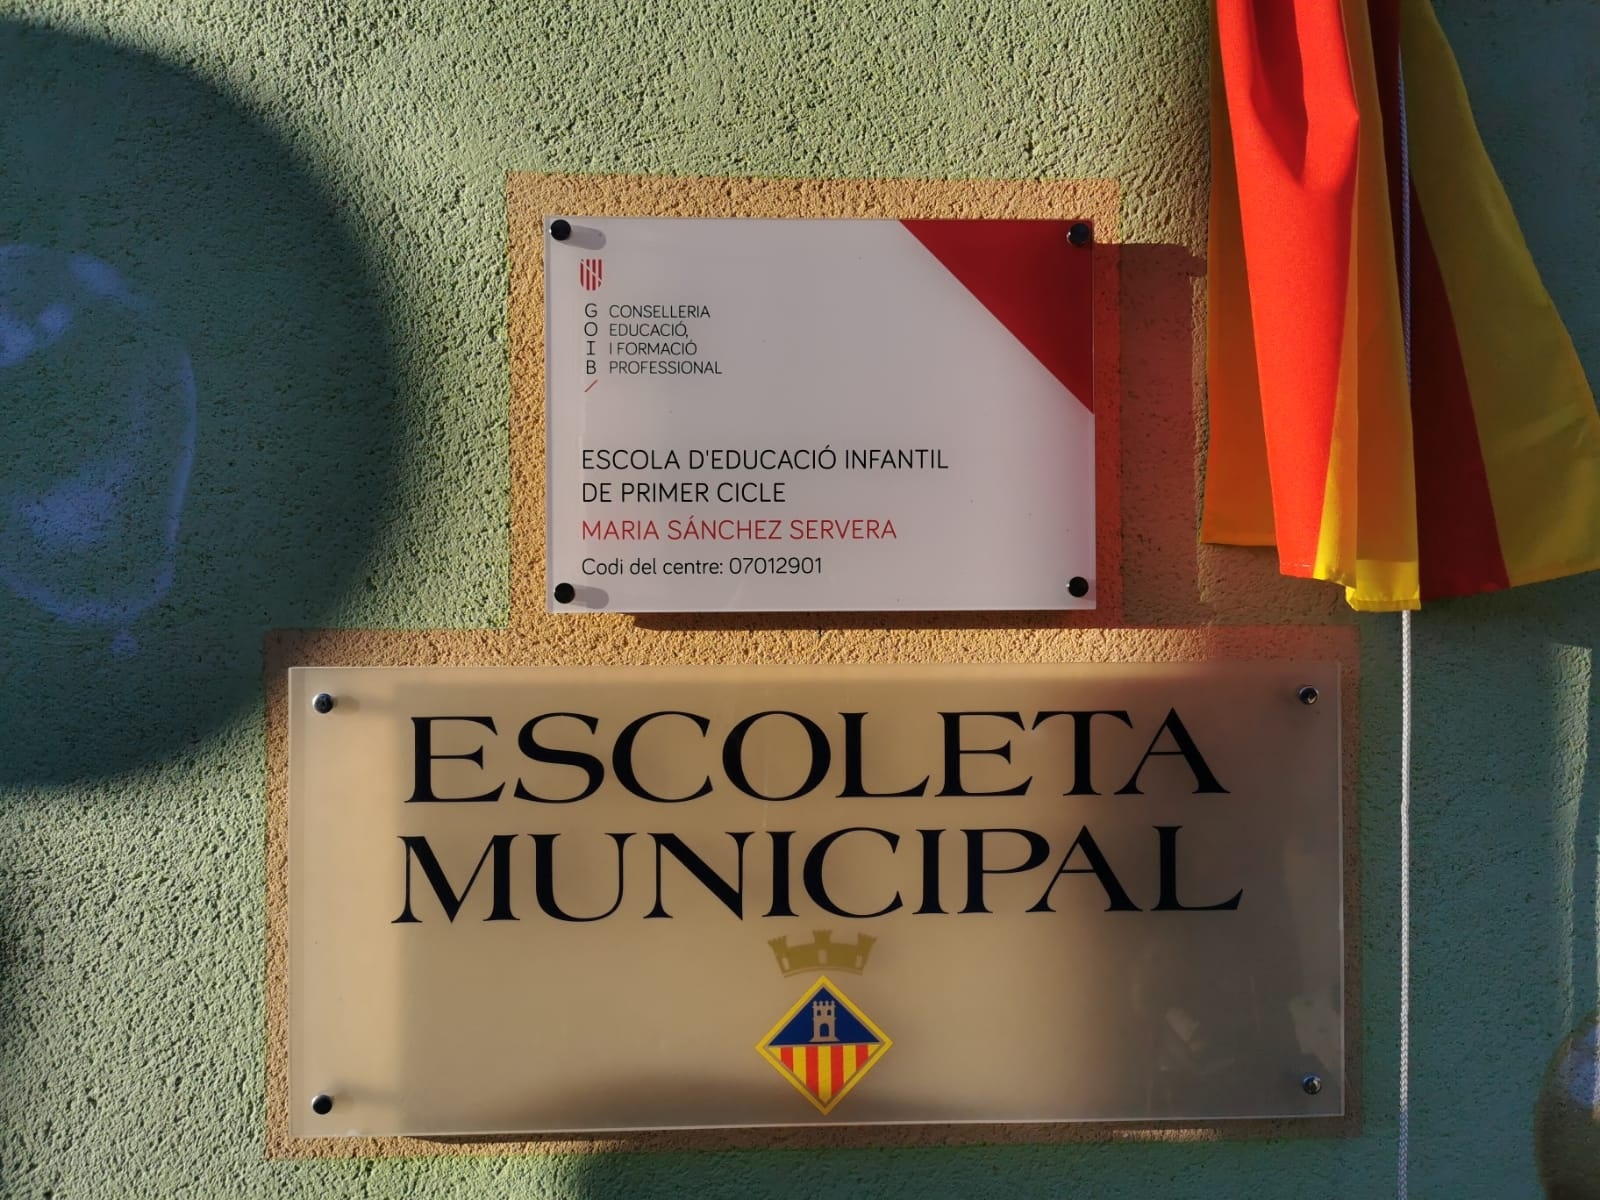 G CONSELLERIA
O EDUCACIÓ,
I I FORMACIÓ
B PROFESSIONAL
/
ESCOLA D'EDUCACIÓ INFANTIL
DE PRIMER CICLE
MARIA SÁNCHEZ SERVERA
Codi del centre: 07012901
ESCOLETA
MUNICIPAL